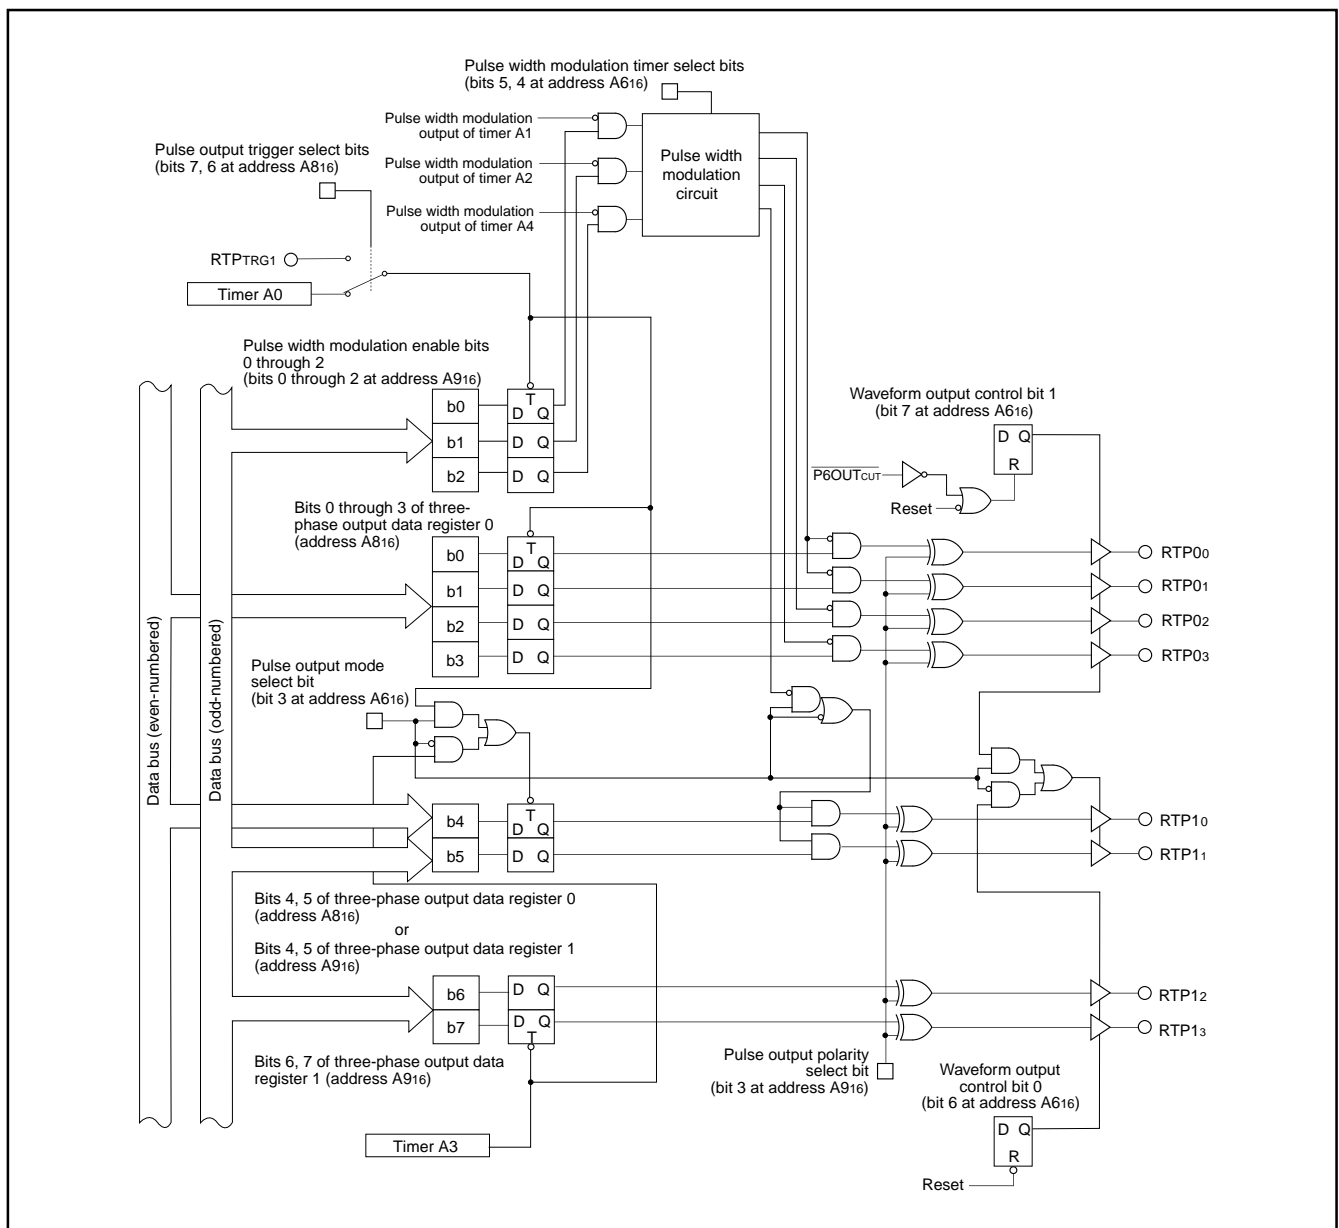 Pulse width modulation timer select bits
(bits 5, 4 at address A616)
Pulse width modulation
output of timer A1
Pulse output trigger select bits
(bits 7, 6 at address A816)
Pulse width modulation
output of timer A2
Pulse width
modulation
circuit
Pulse width modulation
output of timer A4
RTPTRG1
Timer A0
Pulse width modulation enable bits
0 through 2
(bits 0 through 2 at address A916)
b0
T
D Q
b1
D Q
b2
D Q
Waveform output control bit 1
(bit 7 at address A616)
D Q
R
P6OUTCUT
Reset
Bits 0 through 3 of three-
phase output data register 0
(address A816)
b0
T
D Q
RTP00
b1
D Q
RTP01
b2
D Q
RTP02
b3
D Q
RTP03
Data bus (even-numbered)
Data bus (odd-numbered)
Pulse output mode
select bit
(bit 3 at address A616)
b4
T
D Q
RTP10
b5
D Q
RTP11
Bits 4, 5 of three-phase output data register 0
(address A816)
or
Bits 4, 5 of three-phase output data register 1
(address A916)
b6
D Q
RTP12
b7
D Q
T
RTP13
Bits 6, 7 of three-phase output data
register 1 (address A916)
Pulse output polarity
select bit
(bit 3 at address A916)
Waveform output
control bit 0
(bit 6 at address A616)
D Q
R
Timer A3
Reset